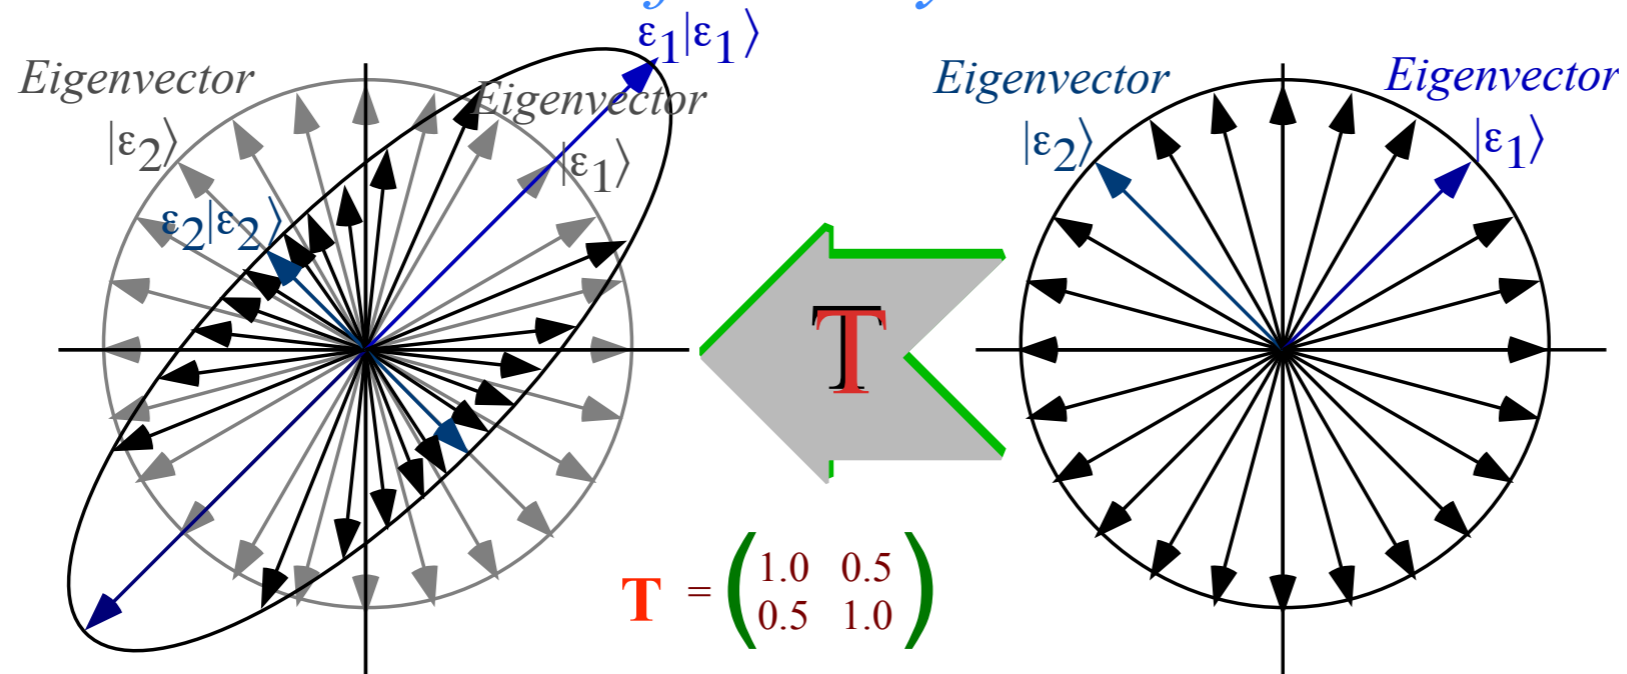 ε1|ε1⟩
Eigenvector
Eigenvector
|ε2⟩
|ε1⟩
ε2|ε2⟩
T
T = (1.0 0.5
0.5 1.0)
Eigenvector
Eigenvector
|ε2⟩
|ε1⟩